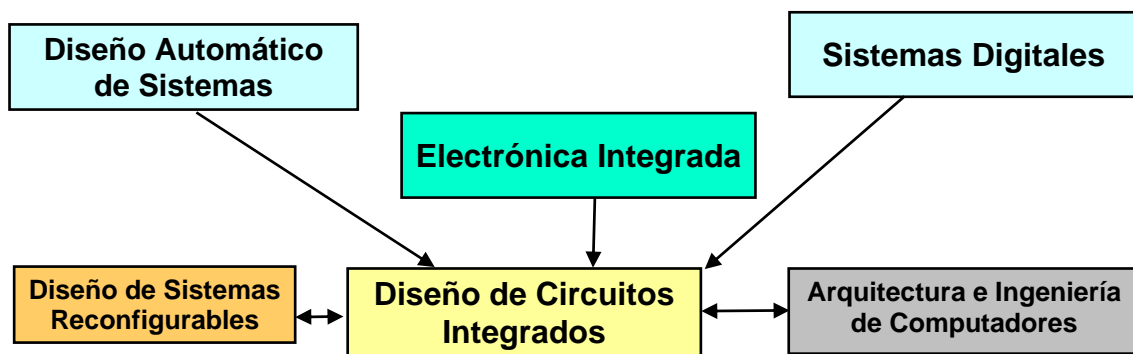 Diseño Automático
de Sistemas
Sistemas Digitales
Electrónica Integrada
Diseño de Sistemas
Reconfigurables
Diseño de Circuitos
Integrados
Arquitectura e Ingeniería
de Computadores